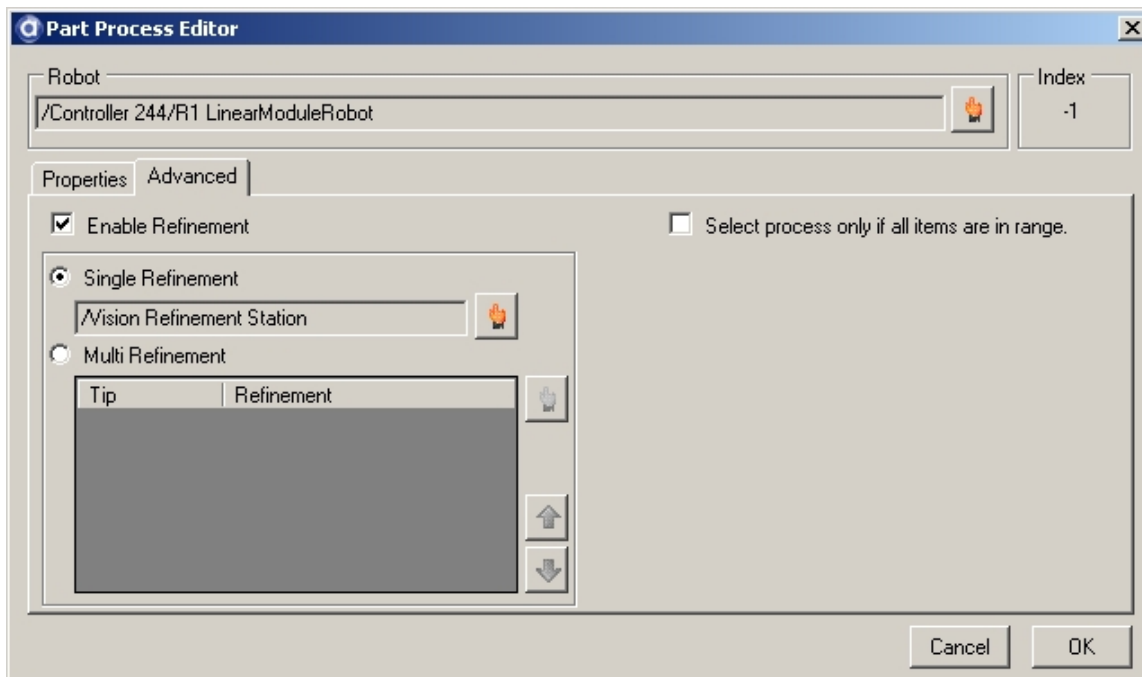 Part Process Editor
Robot
/Controller 244/R1 LinearModuleRobot
Index
-1
Properties
Advanced
Enable Refinement
Select process only if all items are in range.
Single Refinement
/Vision Refinement Station
Multi Refinement
Tip Refinement
Cancel
OK